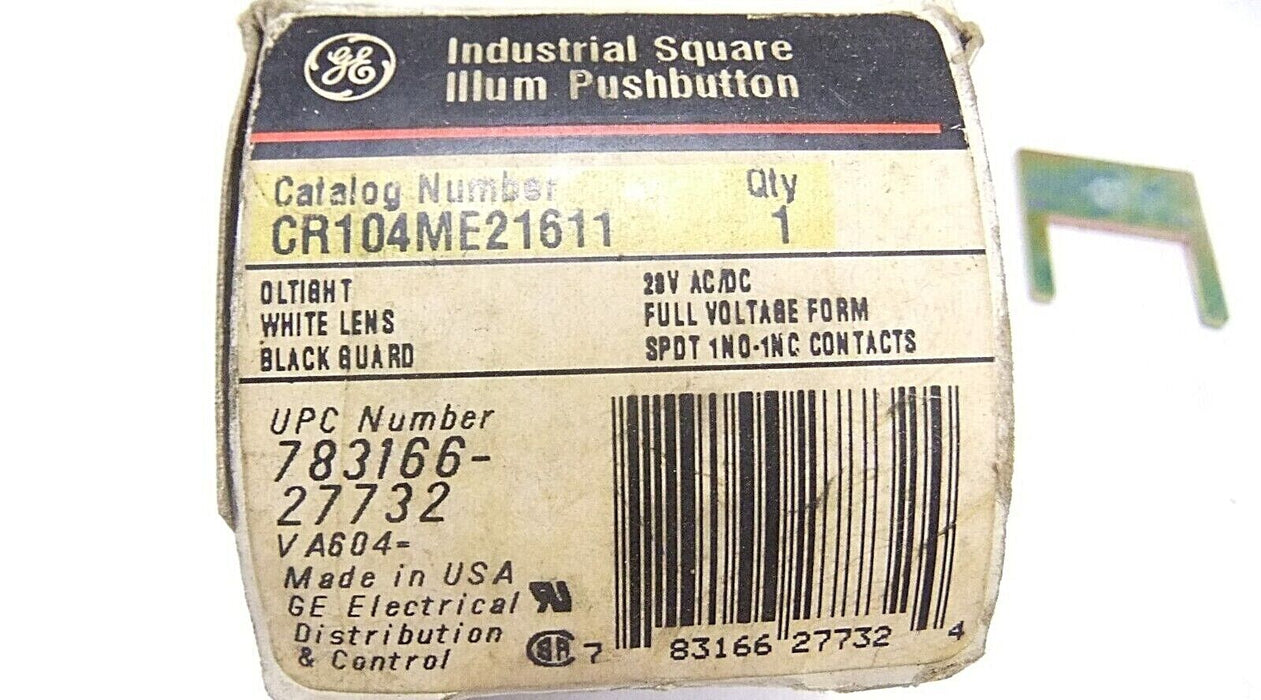 GE
Industrial Square
Illum Pushbutton
Catalog Number Qty
CR104ME21611 1
OLTIGHT 28V AC/DC
WHITE LENS FULL VOLTAGE FORM
BLACK GUARD SPDT 1NO-1NC CONTACTS
UPC Number
783166-
27732
VA604-
Made in USA
GE Electrical
Distribution
& Control
UR
SA
7 83166 27732 4